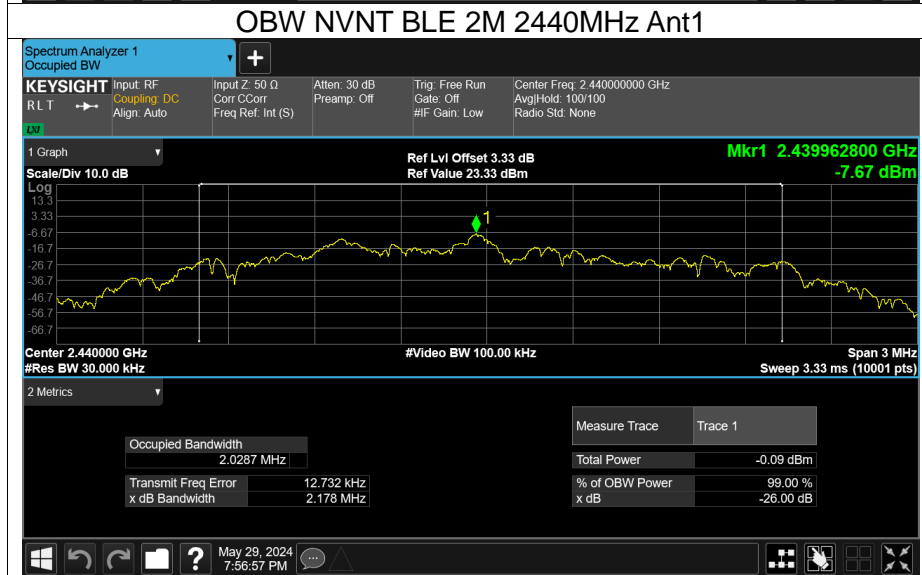 OBW NVNT BLE 2M 2440MHz Ant1
Spectrum Analyzer 1
Occupied BW
KEYSIGHT
RLT
LXI
Input: RF
Coupling: DC
Align: Auto
Input Z: 50 Ω
Corr CCorr
Freq Ref: Int (S)
Atten: 30 dB
Preamp: Off
Trig: Free Run
Gate: Off
#IF Gain: Low
Center Freq: 2.440000000 GHz
Avg|Hold: 100/100
Radio Std: None
1 Graph
Scale/Div 10.0 dB
Ref Lvl Offset 3.33 dB
Ref Value 23.33 dBm
Mkr1 2.439962800 GHz
-7.67 dBm
Log
13.3
3.33
-6.67
-16.7
-26.7
-36.7
-46.7
-56.7
-66.7
1
Center 2.440000 GHz
#Res BW 30.000 kHz
#Video BW 100.00 kHz
Span 3 MHz
Sweep 3.33 ms (10001 pts)
2 Metrics
Occupied Bandwidth
2.0287 MHz
Transmit Freq Error 12.732 kHz
x dB Bandwidth 2.178 MHz
Measure Trace Trace 1
Total Power -0.09 dBm
% of OBW Power 99.00 %
x dB -26.00 dB
?
May 29, 2024
7:56:57 PM